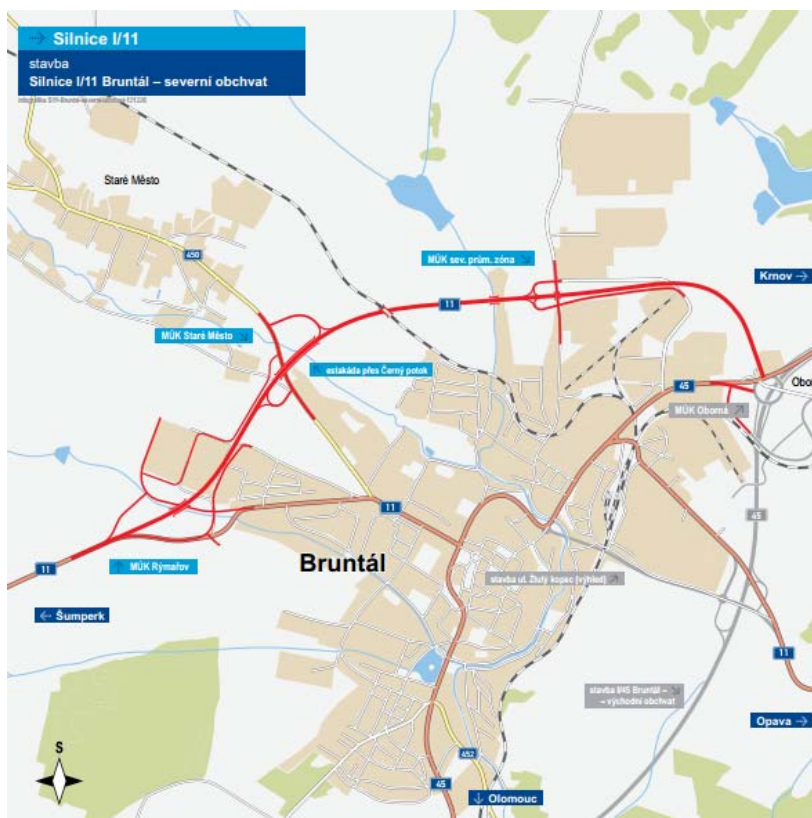 → Silnice I/11
stavba
Silnice I/11 Bruntál – severní obchvat
Staré Město
450
MÚK sev. prům. zóna ↘
Krnov →
11
MÚK Staré Město ↘
estakáda přes Černý potok
45
MÚK Oborná ↗
11
45
Bruntál
11
↑ MÚK Rýmařov
stavba ul. Žlutý kopec (výhled) ↗
← Šumperk
11
stavba I/45 Bruntál – ↘
– východní obchvat
Opava →
S
452
45
↓ Olomouc